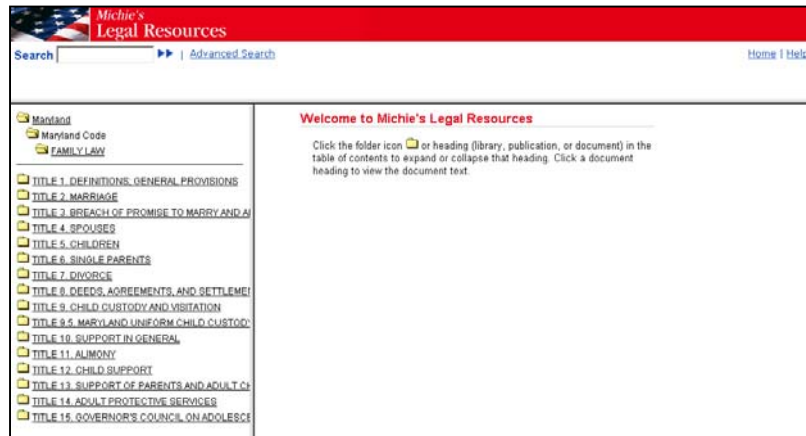 Michie's
Legal Resources
Search
Advanced Search
Home | Help
Maryland
Maryland Code
FAMILY LAW
TITLE 1. DEFINITIONS; GENERAL PROVISIONS
TITLE 2. MARRIAGE
TITLE 3. BREACH OF PROMISE TO MARRY AND Al
TITLE 4. SPOUSES
TITLE 5. CHILDREN
TITLE 6. SINGLE PARENTS
TITLE 7. DIVORCE
TITLE 8. DEEDS, AGREEMENTS, AND SETTLEMEN
TITLE 9. CHILD CUSTODY AND VISITATION
TITLE 9.5. MARYLAND UNIFORM CHILD CUSTOD
TITLE 10. SUPPORT IN GENERAL
TITLE 11. ALIMONY
TITLE 12. CHILD SUPPORT
TITLE 13. SUPPORT OF PARENTS AND ADULT CH
TITLE 14. ADULT PROTECTIVE SERVICES
TITLE 15. GOVERNOR'S COUNCIL ON ADOLESCE
Welcome to Michie's Legal Resources
Click the folder icon or heading (library, publication, or document) in the
table of contents to expand or collapse that heading. Click a document
heading to view the document text.